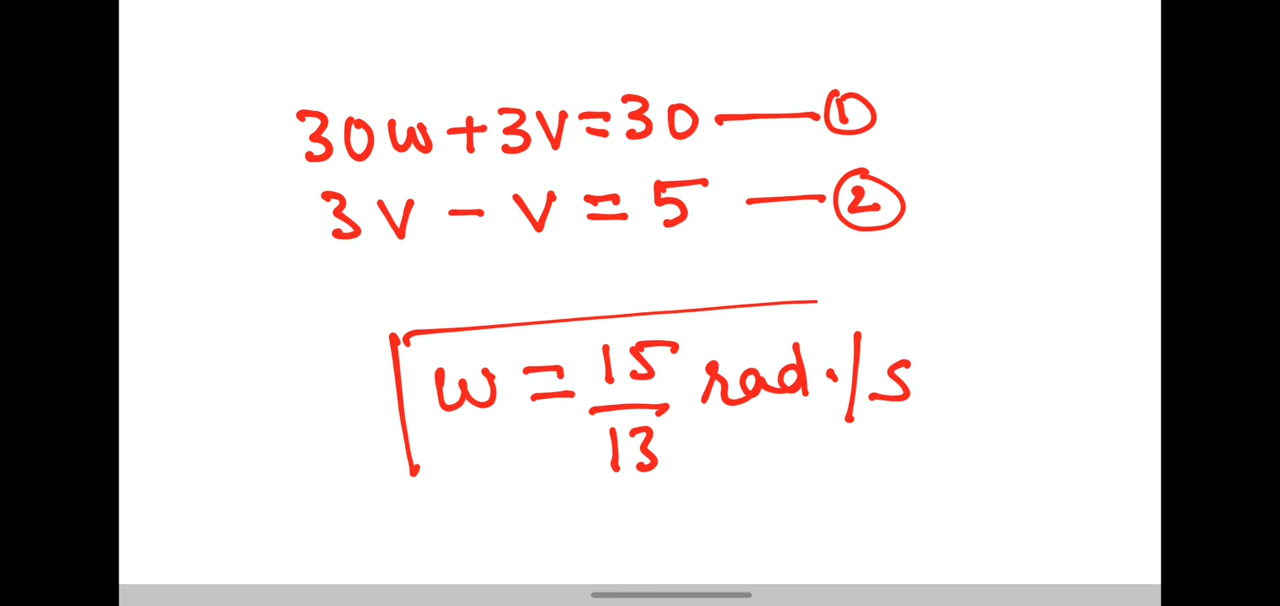 30w+3v=30 — ①
3v - v = 5 — ②
w = 15/13 rad./s